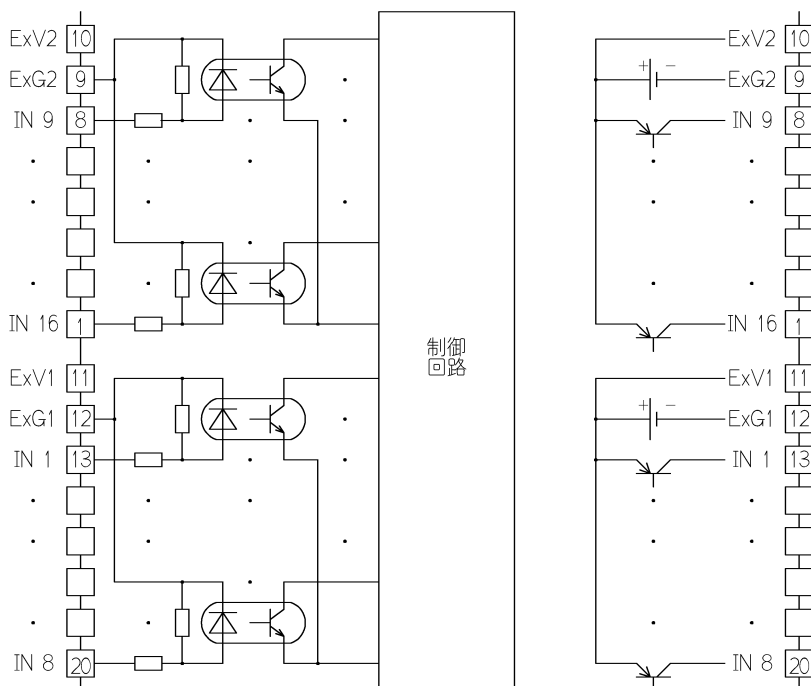 ExV2 10
ExG2 9
IN 9 8
IN 16 1
ExV1 11
ExG1 12
IN 1 13
IN 8 20
制御
回路
ExV2 10
+ −
ExG2 9
IN 9 8
IN 16 1
ExV1 11
+ −
ExG1 12
IN 1 13
IN 8 20